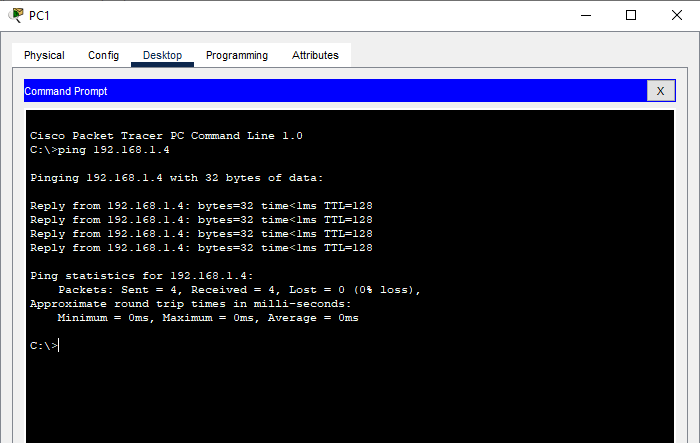 PC1
Physical Config Desktop Programming Attributes
Command Prompt X
Cisco Packet Tracer PC Command Line 1.0
C:\>ping 192.168.1.4
Pinging 192.168.1.4 with 32 bytes of data:
Reply from 192.168.1.4: bytes=32 time<1ms TTL=128
Reply from 192.168.1.4: bytes=32 time<1ms TTL=128
Reply from 192.168.1.4: bytes=32 time<1ms TTL=128
Reply from 192.168.1.4: bytes=32 time<1ms TTL=128
Ping statistics for 192.168.1.4:
Packets: Sent = 4, Received = 4, Lost = 0 (0% loss),
Approximate round trip times in milli-seconds:
Minimum = 0ms, Maximum = 0ms, Average = 0ms
C:\>